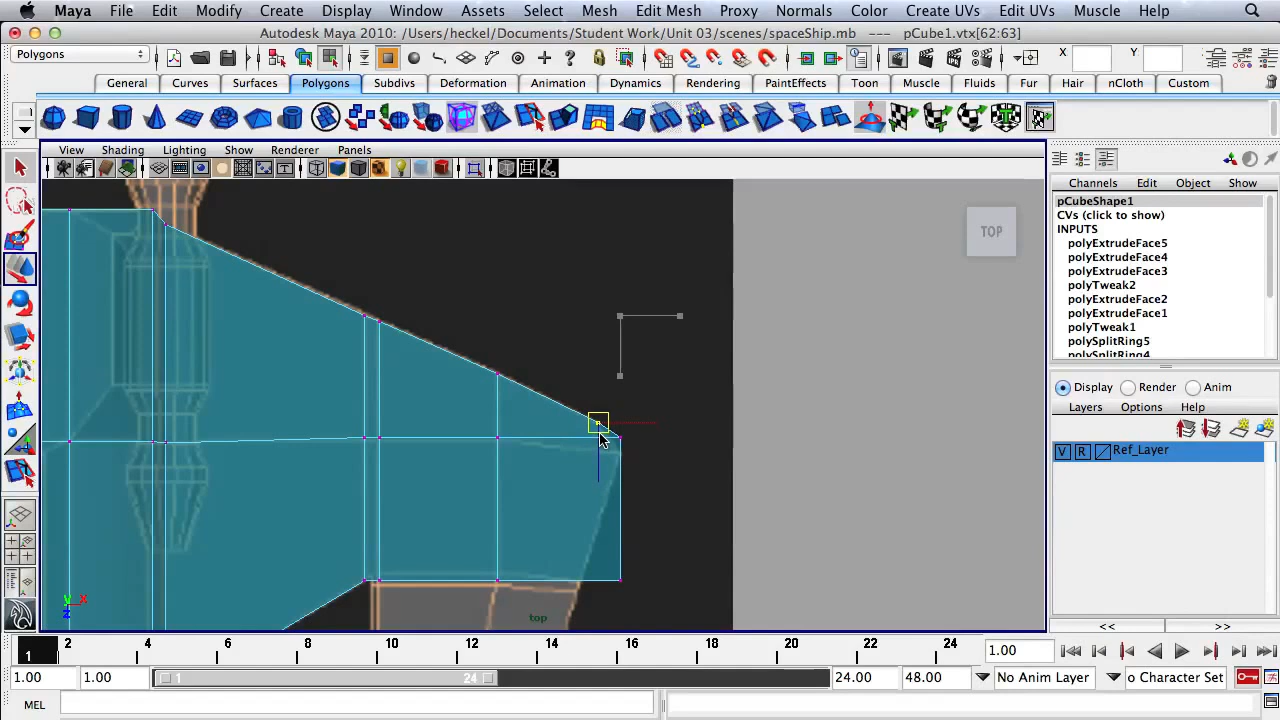 Maya File Edit Modify Create Display Window Assets Select Mesh Edit Mesh Proxy Normals Color Create UVs Edit UVs Muscle Help
Autodesk Maya 2010: /Users/heckel/Documents/Student Work/Unit 03/scenes/spaceShip.mb --- pCube1.vtx[62:63]
Polygons X Y
General Curves Surfaces Polygons Subdivs Deformation Animation Dynamics Rendering PaintEffects Toon Muscle Fluids Fur Hair nCloth Custom
View Shading Lighting Show Renderer Panels
Channels Edit Object Show
pCubeShape1
CVs (click to show)
INPUTS
polyExtrudeFace5
polyExtrudeFace4
polyExtrudeFace3
polyTweak2
polyExtrudeFace2
polyExtrudeFace1
polyTweak1
polySplitRing5
polySplitRing4
TOP
Display Render Anim
Layers Options Help
V R Ref_Layer
y x
z
top
<< >>
1 2 4 6 8 10 12 14 16 18 20 22 24 1.00
1.00 1.00 1 24 24.00 48.00 No Anim Layer o Character Set
MEL